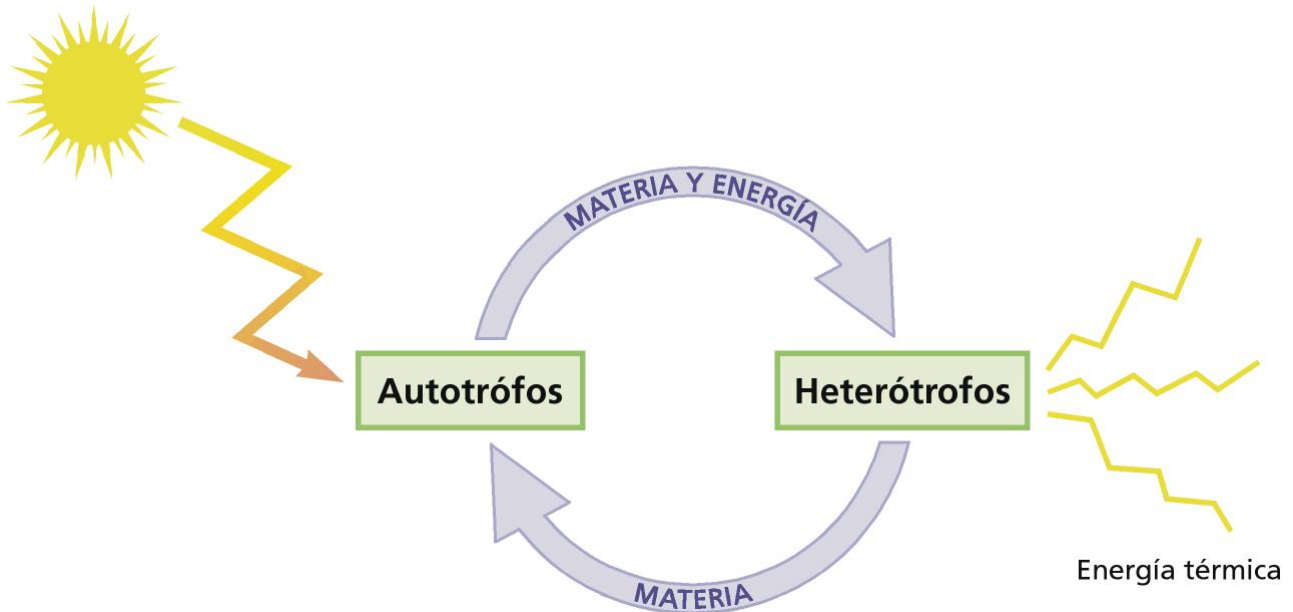 MATERIA Y ENERGÍA
Autotrófos
Heterótrofos
MATERIA
Energía térmica